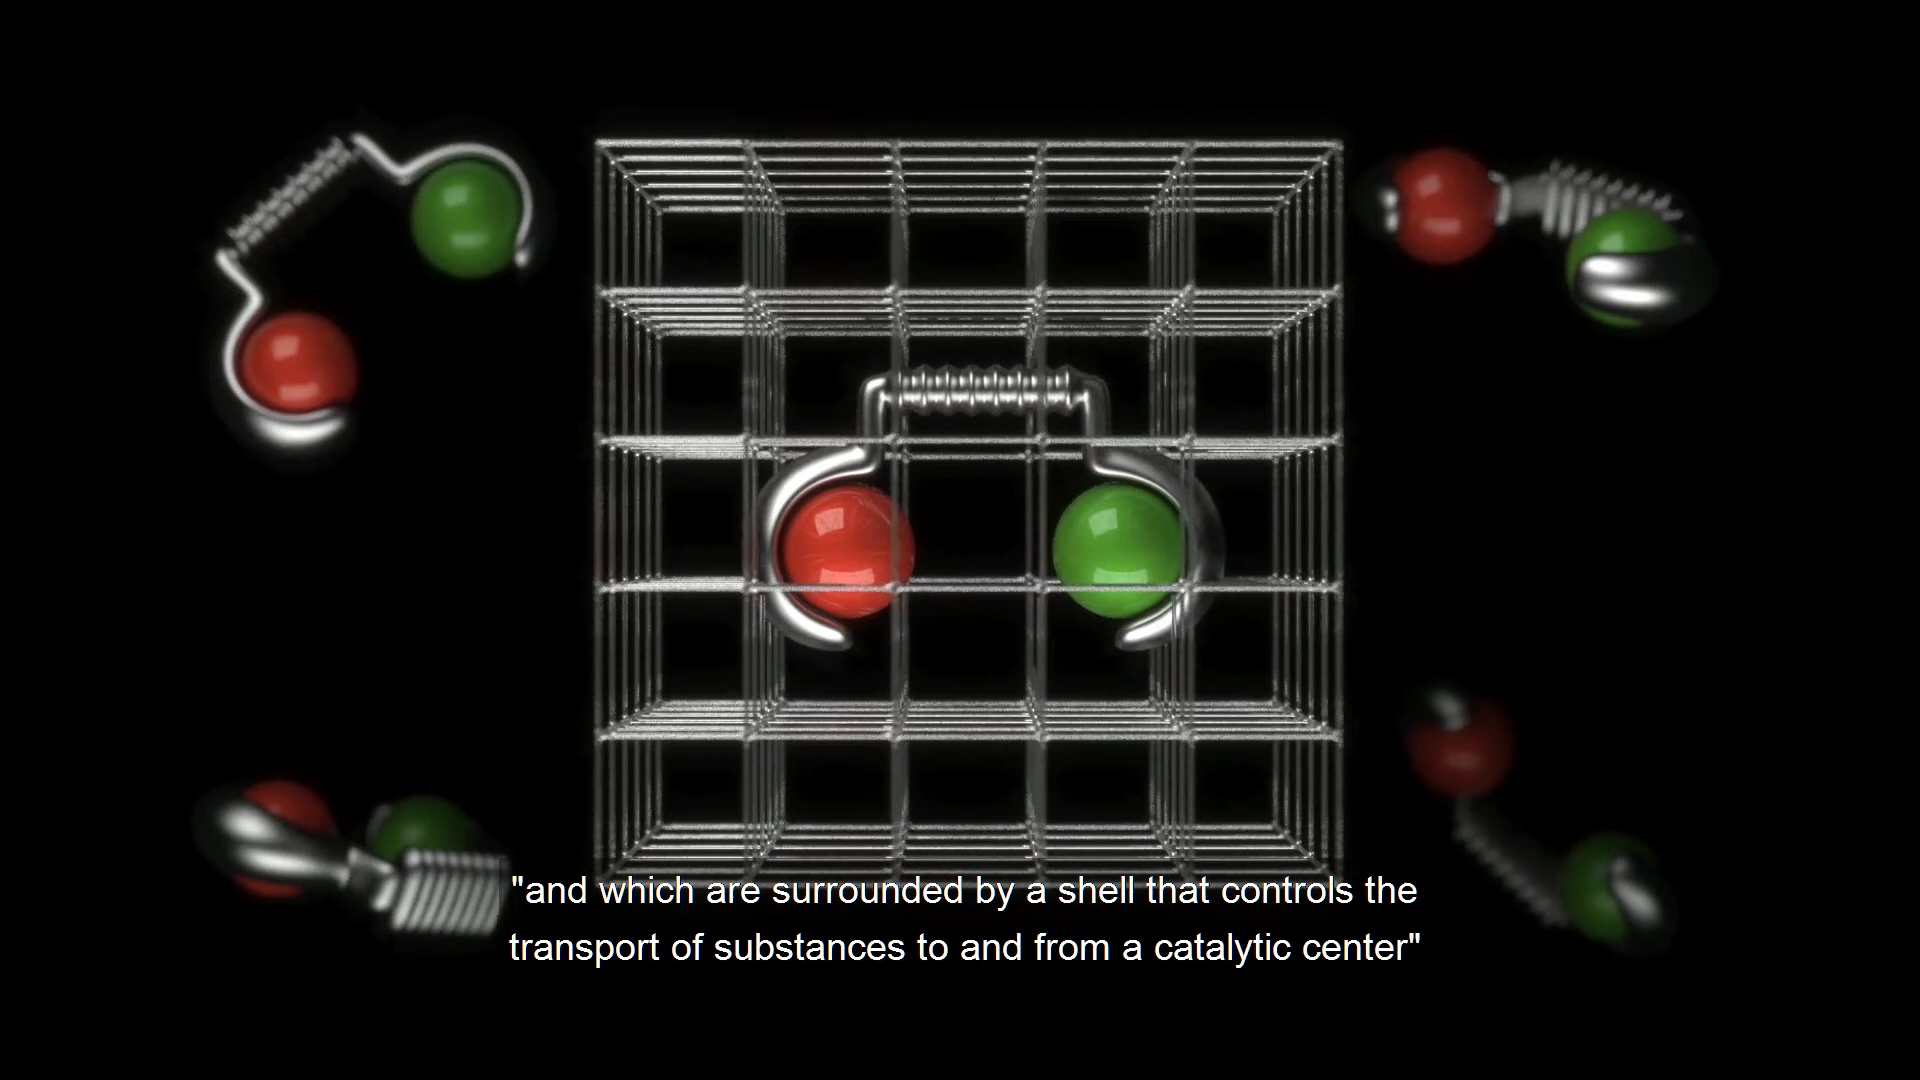 "and which are surrounded by a shell that controls the
transport of substances to and from a catalytic center"